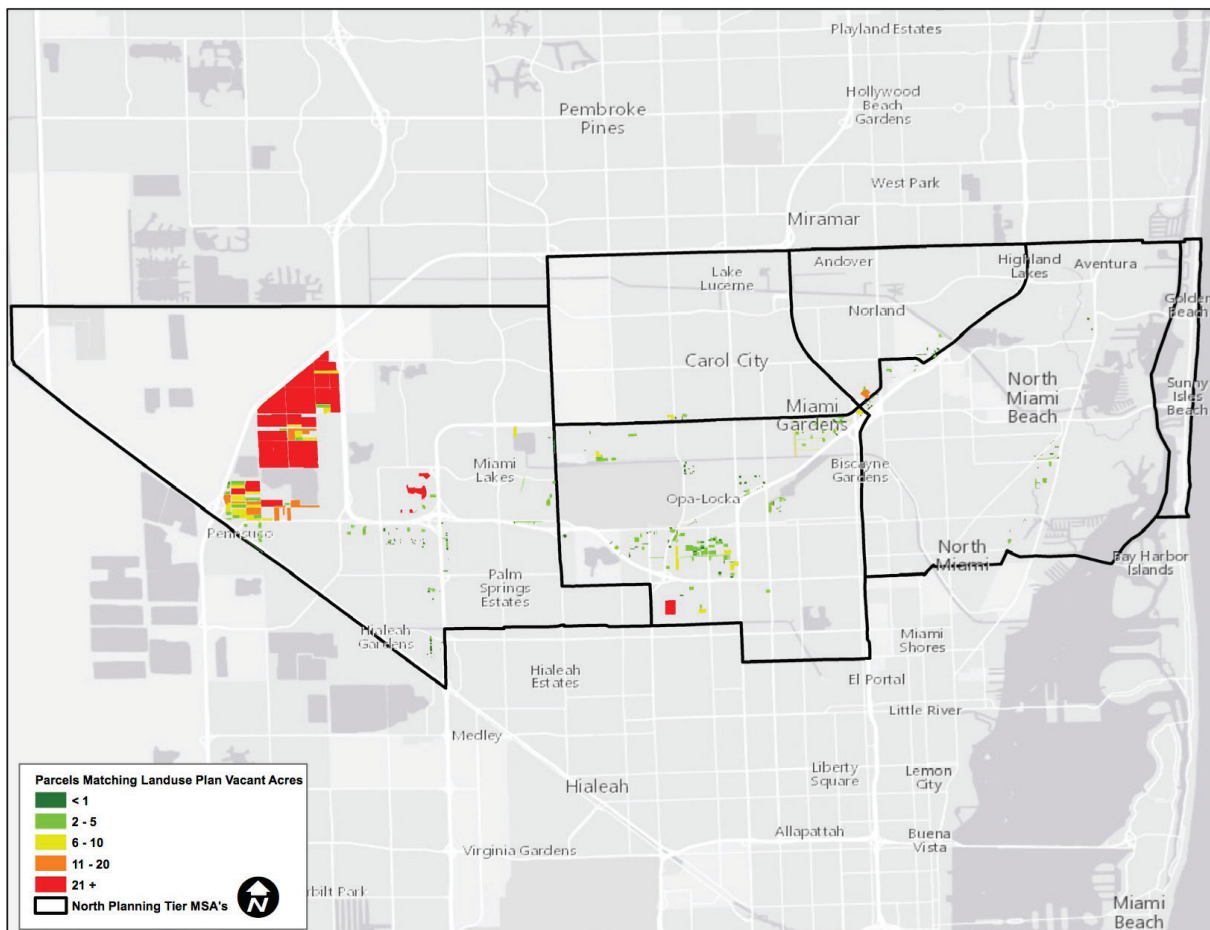 Playland Estates
Hollywood
Beach
Gardens
Pembroke
Pines
West Park
Miramar
Andover
Highland
Lakes
Aventura
Lake
Lucerne
Norland
Golden
Beach
Carol City
North
Miami
Beach
Sunny
Isles
Beach
Miami
Gardens
Miami
Lakes
Biscayne
Gardens
Opa-Locka
Pennsuco
North
Miami
Bay Harbor
Islands
Palm
Springs
Estates
Hialeah
Gardens
Miami
Shores
Hialeah
Estates
El Portal
Little River
Medley
Liberty
Square
Lemon
City
Hialeah
Allapattah
Buena
Vista
Virginia Gardens
rbilt Park
Miami
Beach
Parcels Matching Landuse Plan Vacant Acres
< 1
2 - 5
6 - 10
11 - 20
21 +
North Planning Tier MSA's
N